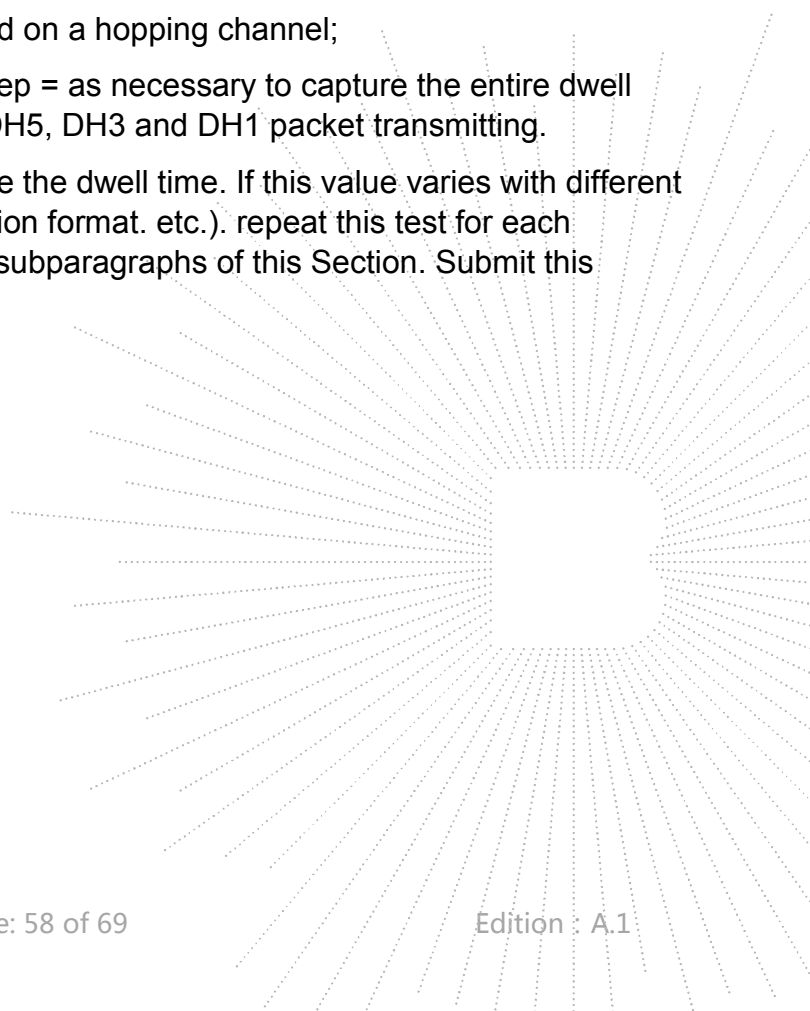 d on a hopping channel;
ep = as necessary to capture the entire dwell
DH5, DH3 and DH1 packet transmitting.
e the dwell time. If this value varies with different
ion format. etc.). repeat this test for each
subparagraphs of this Section. Submit this
e: 58 of 69 Edition：A.1